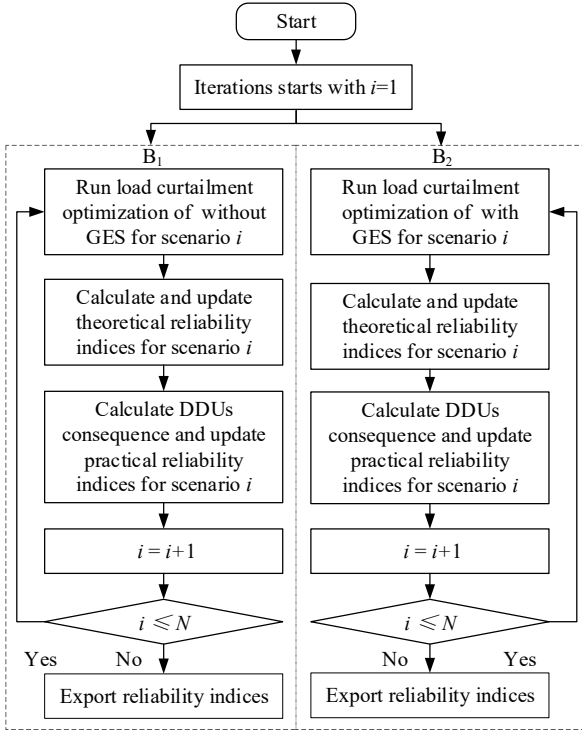 Start
Iterations starts with i=1
B1
Run load curtailment
optimization of without
GES for scenario i
Calculate and update
theoretical reliability
indices for scenario i
Calculate DDUs
consequence and update
practical reliability
indices for scenario i
i = i+1
i ≤ N
Yes
No
Export reliability indices
B2
Run load curtailment
optimization of with
GES for scenario i
Calculate and update
theoretical reliability
indices for scenario i
Calculate DDUs
consequence and update
practical reliability
indices for scenario i
i = i+1
i ≤ N
No
Yes
Export reliability indices